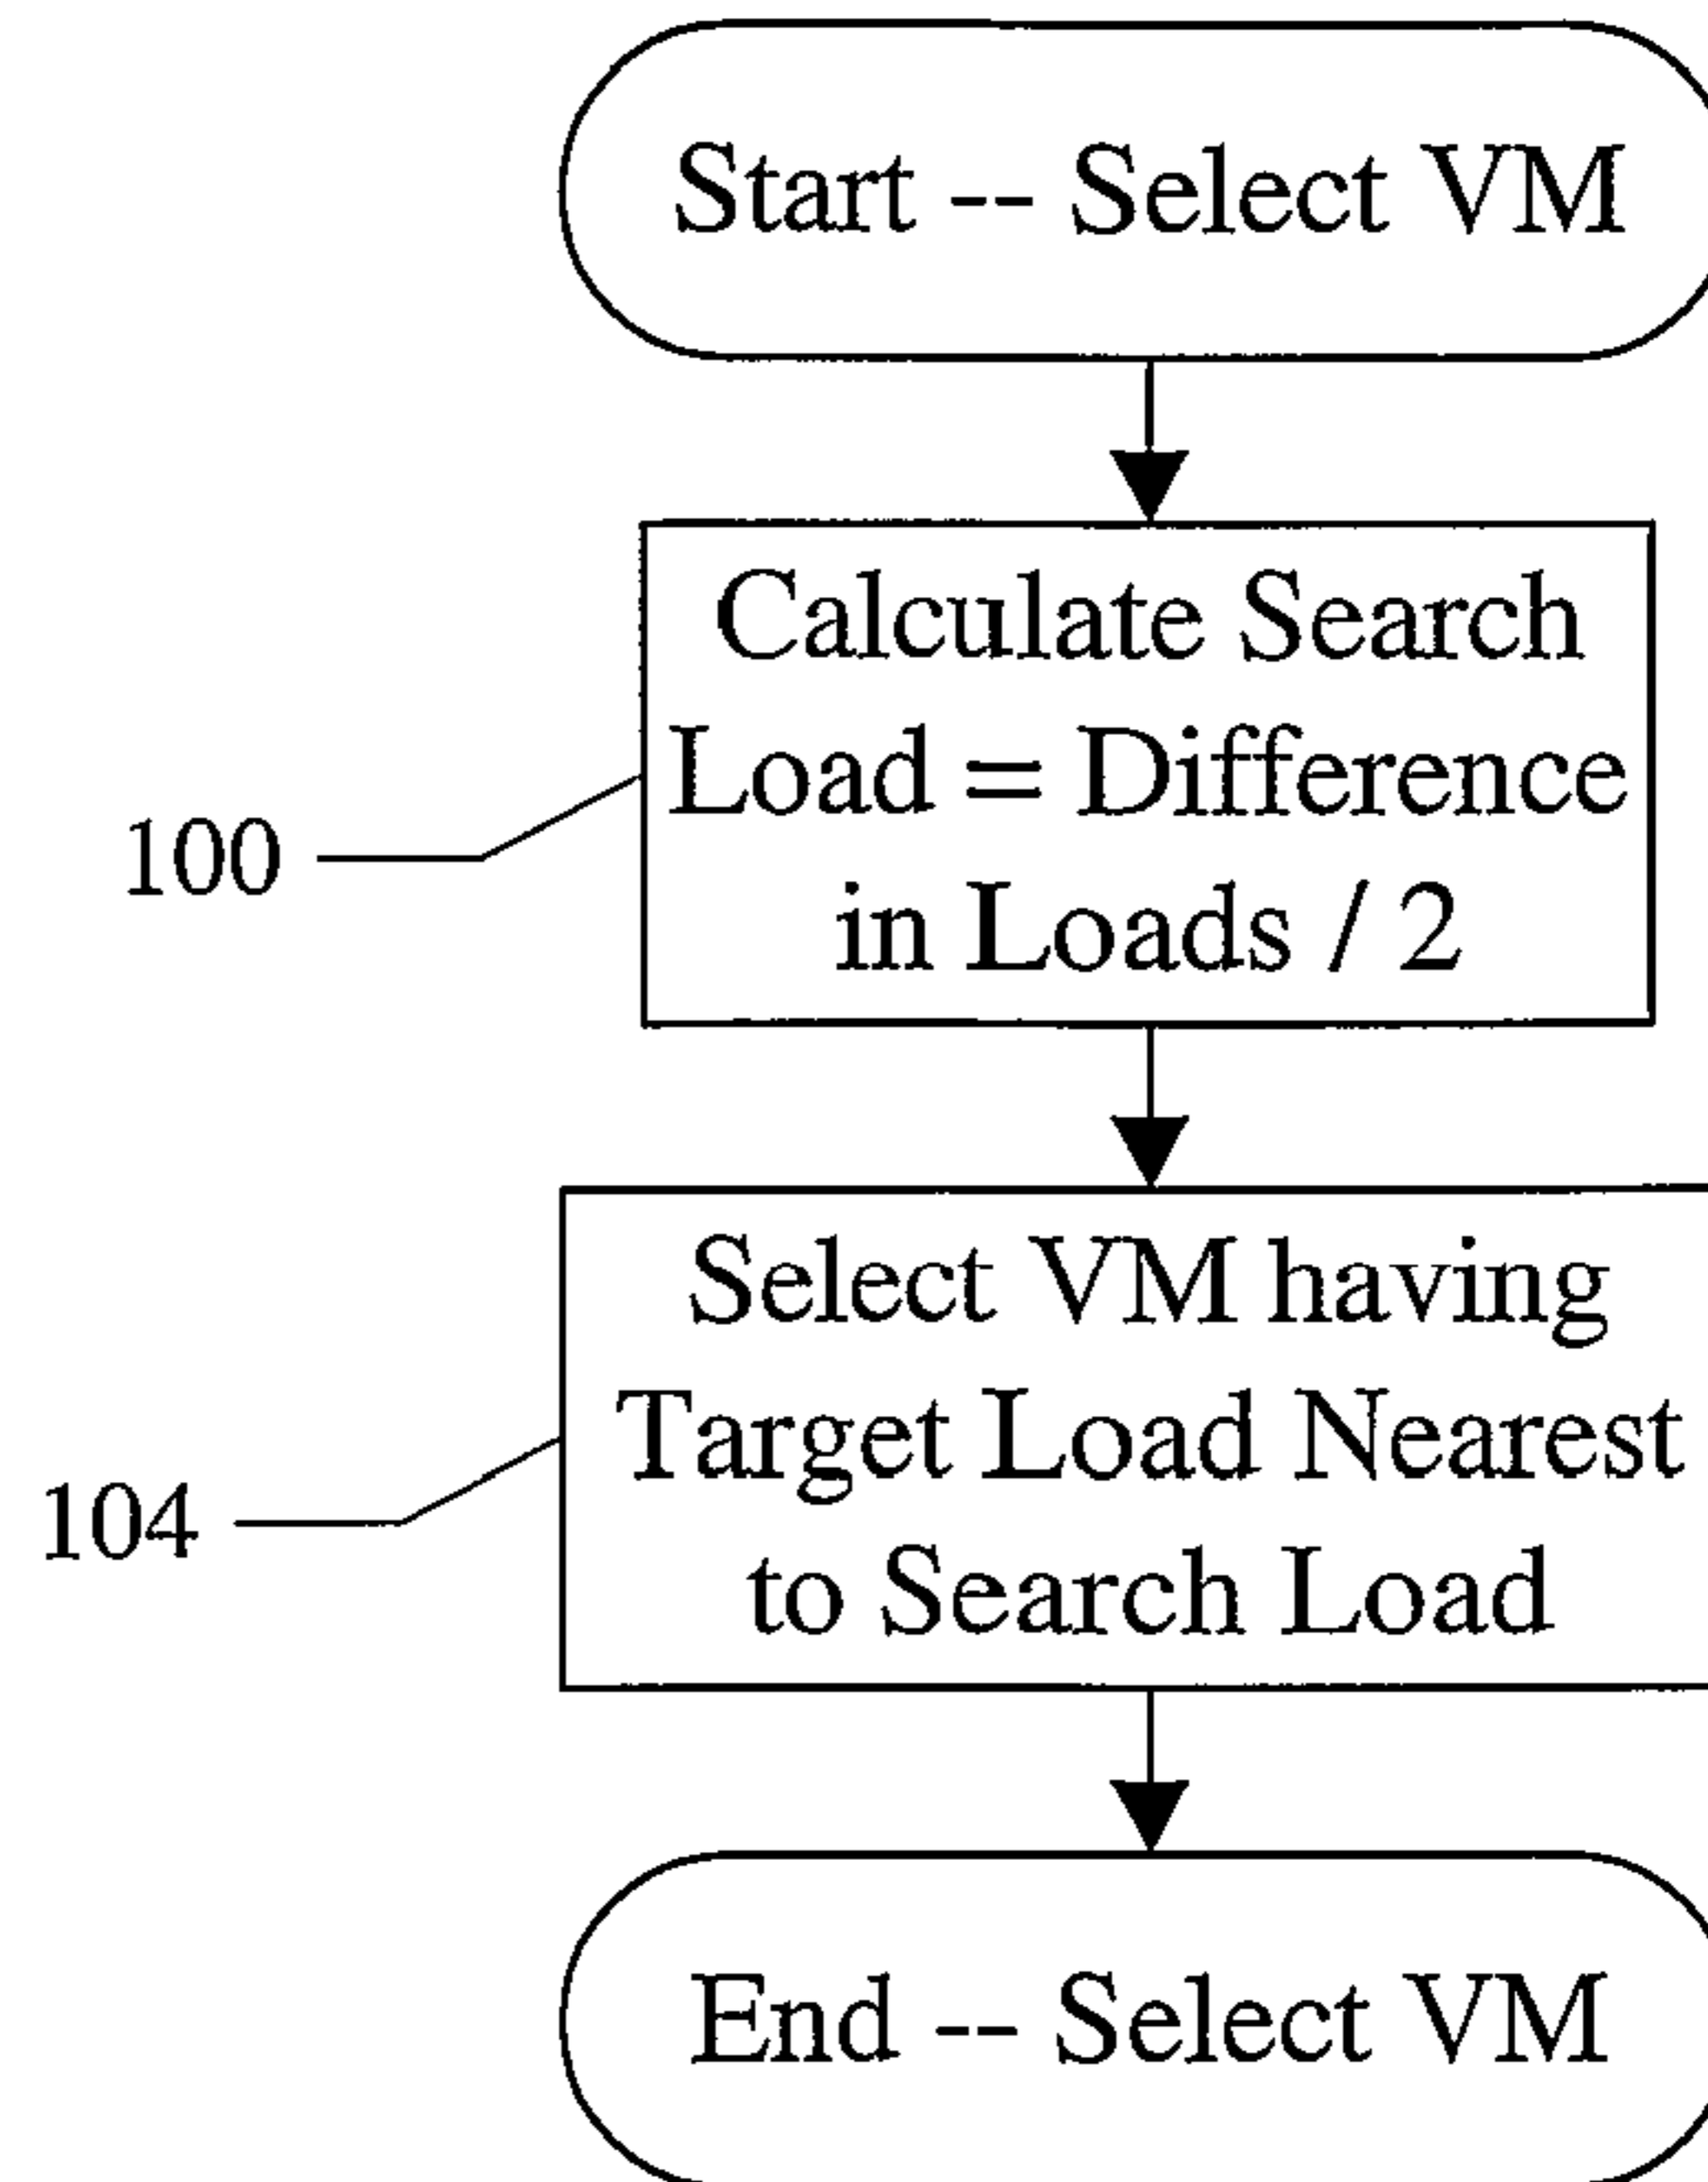 Start -- Select VM
Calculate Search
Load = Difference
in Loads / 2
100
Select VM having
Target Load Nearest
to Search Load
104
End -- Select VM